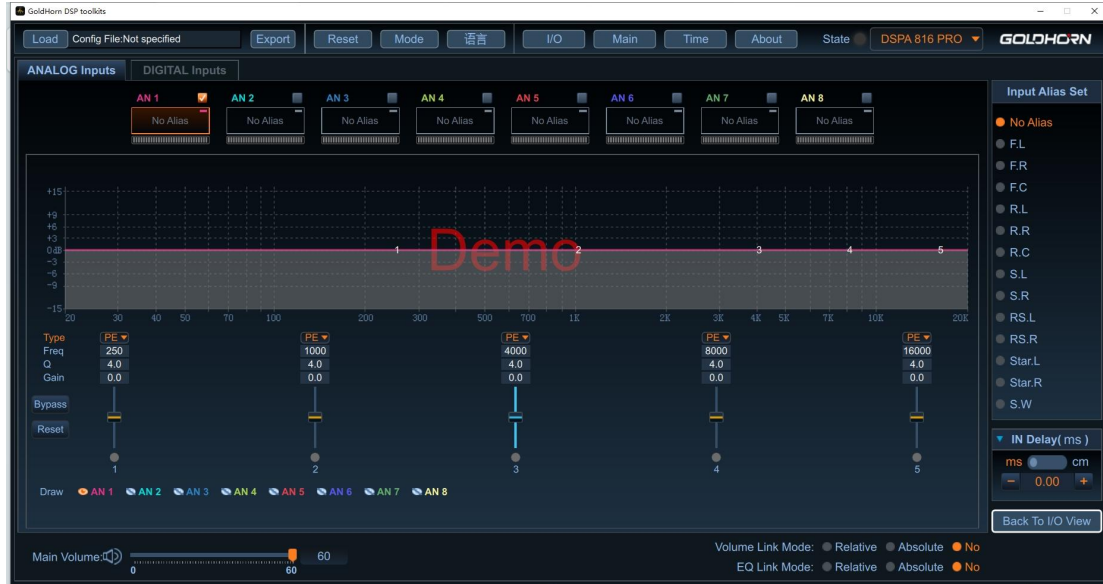 GoldHorn DSP toolkits
Load Config File:Not specified Export Reset Mode 语言 I/O Main Time About State DSPA 816 PRO GOLDHORN
ANALOG Inputs DIGITAL Inputs
AN 1 AN 2 AN 3 AN 4 AN 5 AN 6 AN 7 AN 8
No Alias No Alias No Alias No Alias No Alias No Alias No Alias No Alias
+15
+9
+6
+3
0dB
-3
-6
-9
-15
1 2 3 4 5
Demo
20 30 40 50 70 100 200 300 500 700 1K 2K 3K 4K 5K 7K 10K 20K
Type PE PE PE PE PE
Freq 250 1000 4000 8000 16000
Q 4.0 4.0 4.0 4.0 4.0
Gain 0.0 0.0 0.0 0.0 0.0
Bypass
Reset
1 2 3 4 5
Draw AN 1 AN 2 AN 3 AN 4 AN 5 AN 6 AN 7 AN 8
Input Alias Set
No Alias
F.L
F.R
F.C
R.L
R.R
R.C
S.L
S.R
RS.L
RS.R
Star.L
Star.R
S.W
IN Delay( ms )
ms cm
− 0.00 +
Back To I/O View
Main Volume: 60
0 60
Volume Link Mode: Relative Absolute No
EQ Link Mode: Relative Absolute No